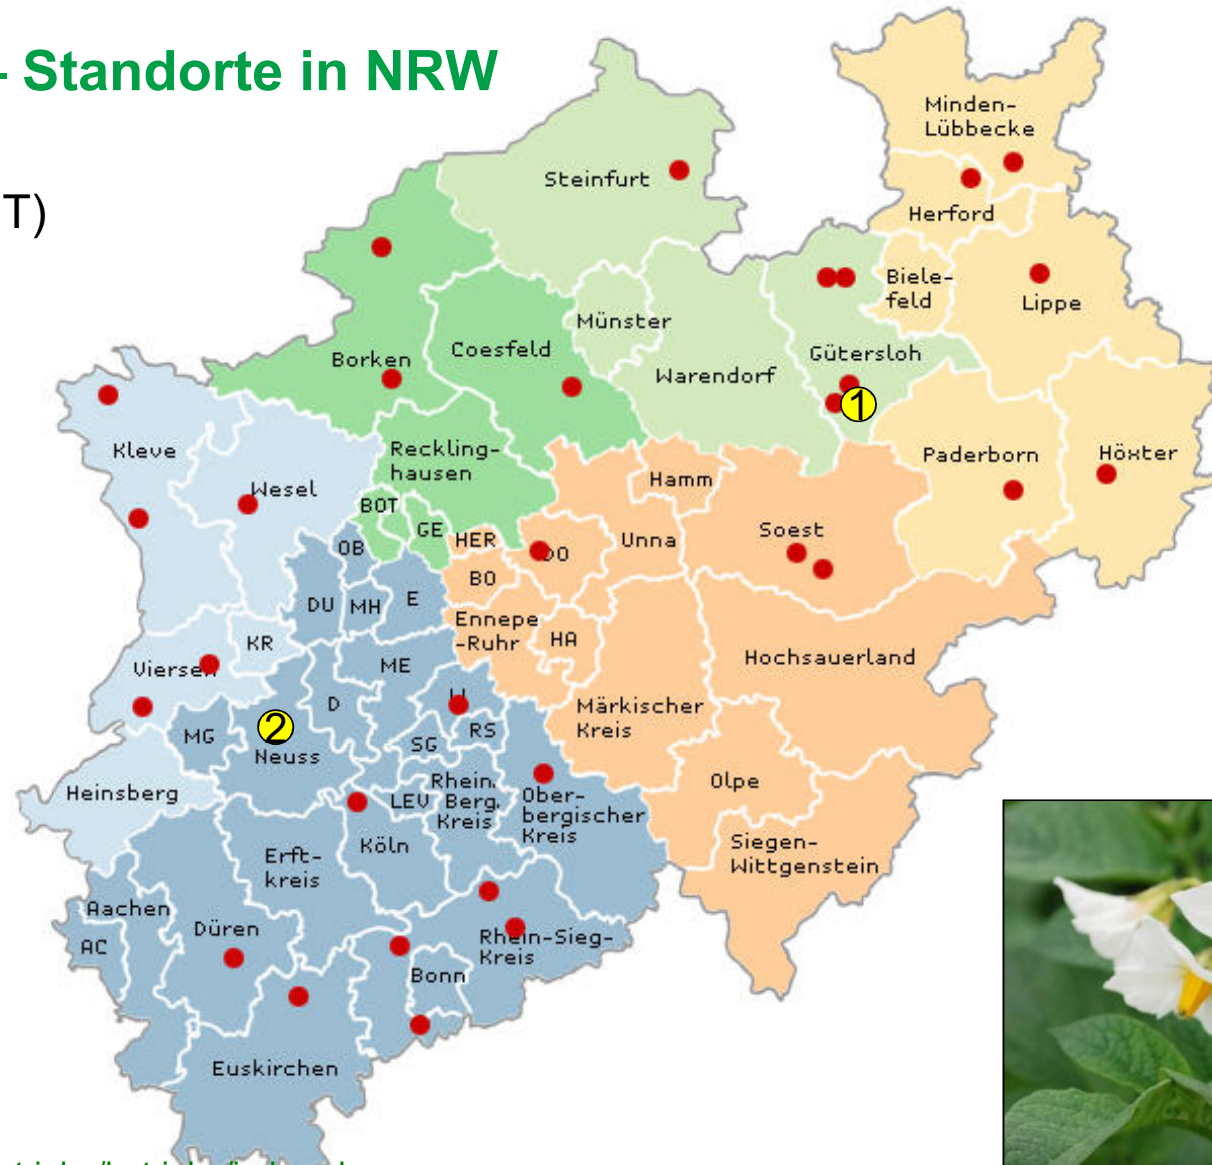 - Standorte in NRW
T)
Minden-
Lübbecke
Steinfurt
Herford
Biele-
feld
Lippe
Münster
Borken
Coesfeld
Gütersloh
Warendorf
1
Kleve
Wesel
Reckling-
hausen
Hamm
Paderborn
Höxter
BOT
GE
HER
DO
Unna
Soest
OB
BO
DU
MH
E
Ennepe
-Ruhr
HA
KR
Viersen
ME
Hochsauerland
D
W
Märkischer
Kreis
MG
2
Neuss
SG
RS
Heinsberg
LEV
Rhein.
Berg.
Kreis
Ober-
bergischer
Kreis
Olpe
Köln
Erft-
kreis
Siegen-
Wittgenstein
Aachen
AC
Düren
Rhein-Sieg-
Kreis
Bonn
Euskirchen